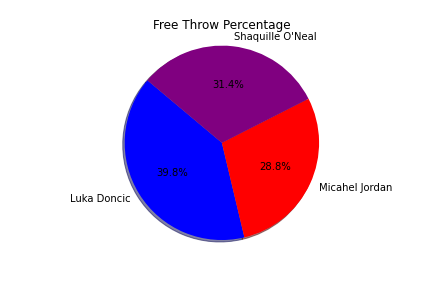 Free Throw Percentage
Shaquille O'Neal
31.4%
39.8%
28.8%
Luka Doncic
Micahel Jordan